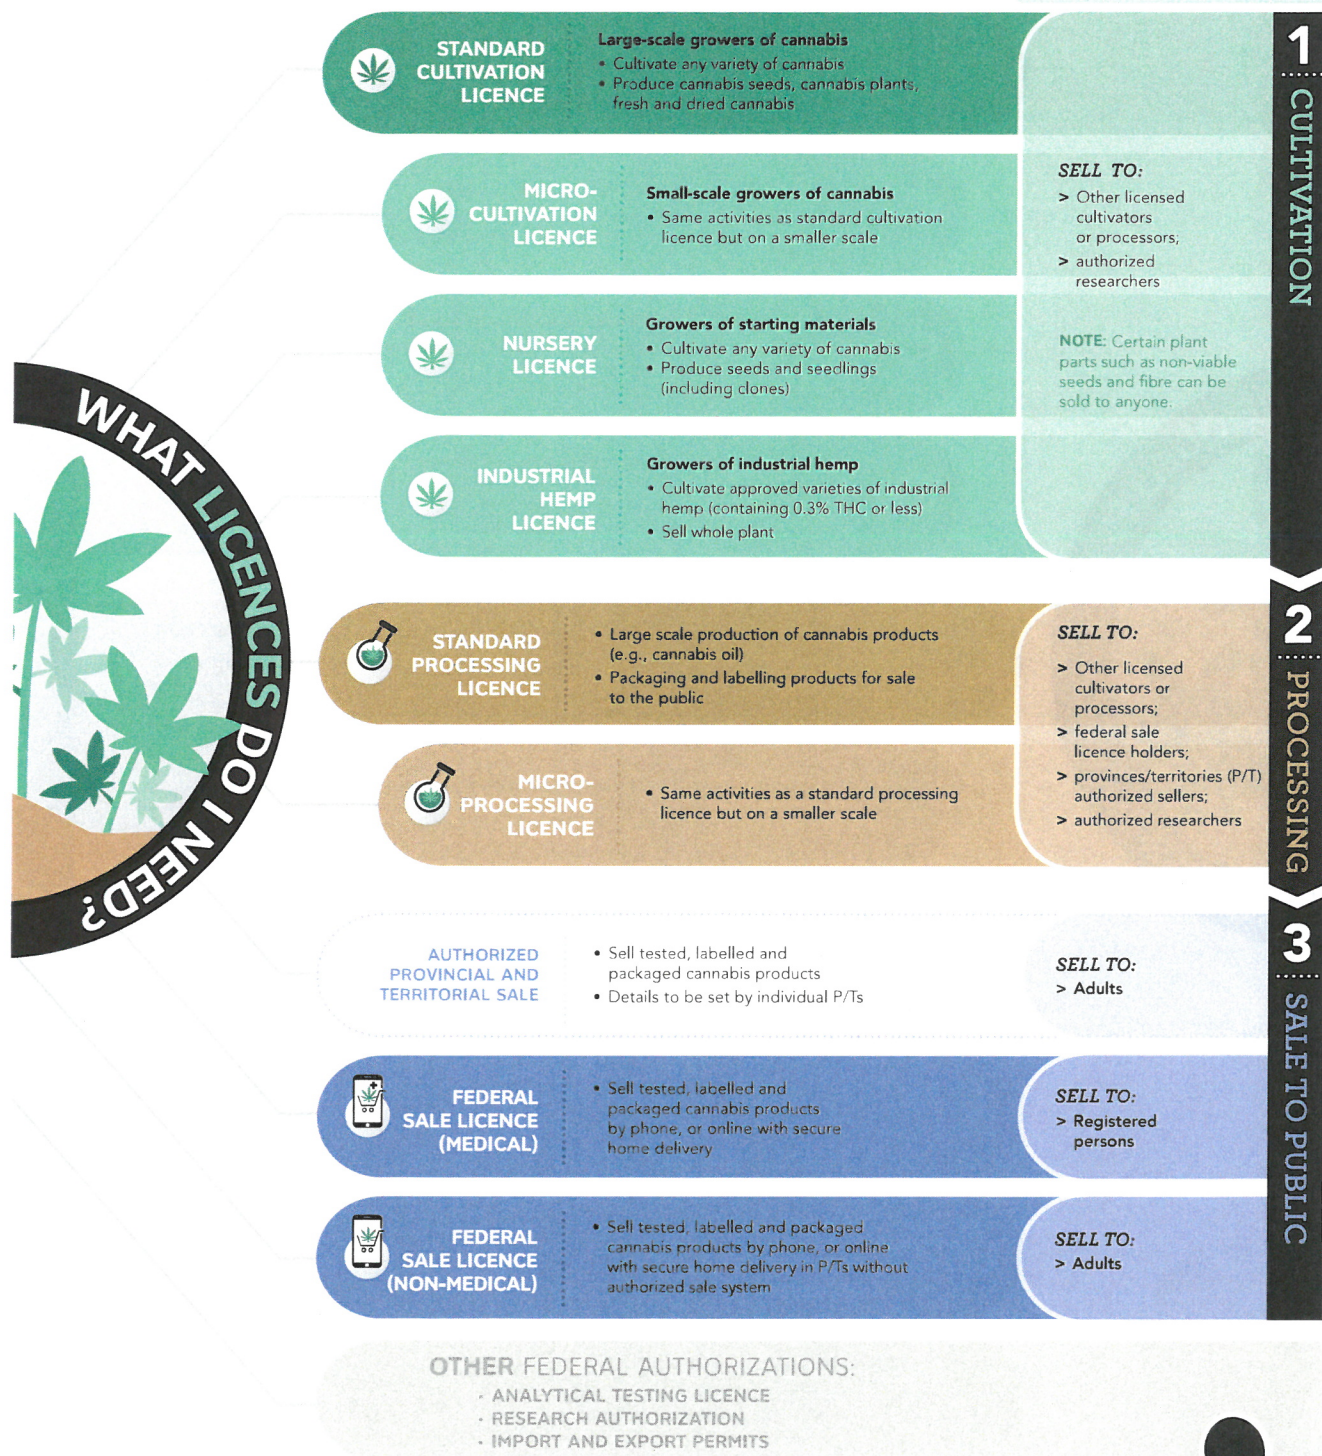 WHAT LICENCES DO I NEED?
STANDARD
CULTIVATION
LICENCE
Large-scale growers of cannabis
• Cultivate any variety of cannabis
• Produce cannabis seeds, cannabis plants,
fresh and dried cannabis
MICRO-
CULTIVATION
LICENCE
Small-scale growers of cannabis
• Same activities as standard cultivation
licence but on a smaller scale
NURSERY
LICENCE
Growers of starting materials
• Cultivate any variety of cannabis
• Produce seeds and seedlings
(including clones)
INDUSTRIAL
HEMP
LICENCE
Growers of industrial hemp
• Cultivate approved varieties of industrial
hemp (containing 0.3% THC or less)
• Sell whole plant
SELL TO:
> Other licensed
cultivators
or processors;
> authorized
researchers
NOTE: Certain plant
parts such as non-viable
seeds and fibre can be
sold to anyone.
1
CULTIVATION
STANDARD
PROCESSING
LICENCE
• Large scale production of cannabis products
(e.g., cannabis oil)
• Packaging and labelling products for sale
to the public
MICRO-
PROCESSING
LICENCE
• Same activities as a standard processing
licence but on a smaller scale
SELL TO:
> Other licensed
cultivators or
processors;
> federal sale
licence holders;
> provinces/territories (P/T)
authorized sellers;
> authorized researchers
2
PROCESSING
AUTHORIZED
PROVINCIAL AND
TERRITORIAL SALE
• Sell tested, labelled and
packaged cannabis products
• Details to be set by individual P/Ts
SELL TO:
> Adults
FEDERAL
SALE LICENCE
(MEDICAL)
• Sell tested, labelled and
packaged cannabis products
by phone, or online with secure
home delivery
SELL TO:
> Registered
persons
FEDERAL
SALE LICENCE
(NON-MEDICAL)
• Sell tested, labelled and packaged
cannabis products by phone, or online
with secure home delivery in P/Ts without
authorized sale system
SELL TO:
> Adults
3
SALE TO PUBLIC
OTHER FEDERAL AUTHORIZATIONS:
- ANALYTICAL TESTING LICENCE
- RESEARCH AUTHORIZATION
- IMPORT AND EXPORT PERMITS